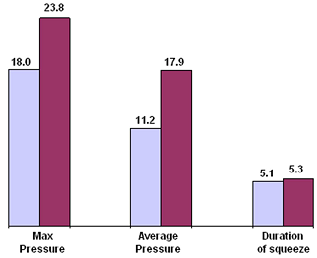 23.8
18.0
17.9
11.2
5.1 5.3
Max Average Duration
Pressure Pressure of squeeze